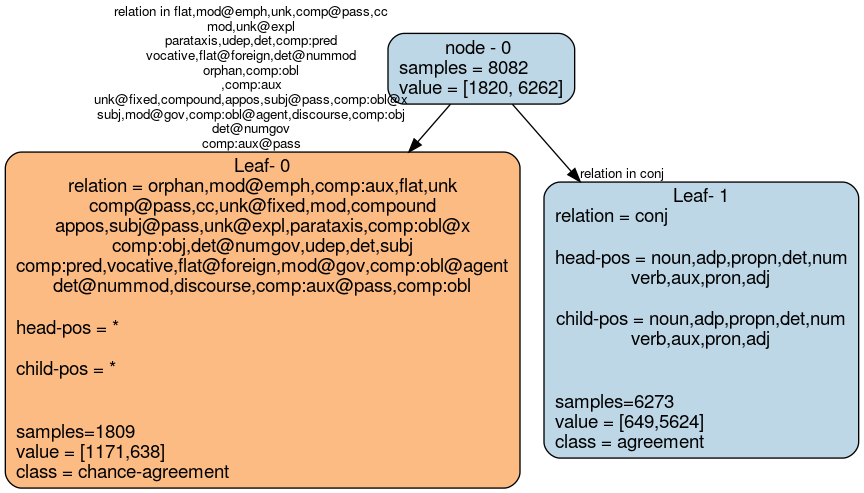 relation in flat,mod@emph,unk,comp@pass,cc
mod,unk@expl
parataxis,udep,det,comp:pred
vocative,flat@foreign,det@nummod
orphan,comp:obl
,comp:aux
unk@fixed,compound,appos,subj@pass,comp:obl@x
subj,mod@gov,comp:obl@agent,discourse,comp:obj
det@numgov
comp:aux@pass
node - 0
samples = 8082
value = [1820, 6262]
relation in conj
Leaf- 0
relation = orphan,mod@emph,comp:aux,flat,unk
comp@pass,cc,unk@fixed,mod,compound
appos,subj@pass,unk@expl,parataxis,comp:obl@x
comp:obj,det@numgov,udep,det,subj
comp:pred,vocative,flat@foreign,mod@gov,comp:obl@agent
det@nummod,discourse,comp:aux@pass,comp:obl
head-pos = *
child-pos = *
samples=1809
value = [1171,638]
class = chance-agreement
Leaf- 1
relation = conj
head-pos = noun,adp,propn,det,num
verb,aux,pron,adj
child-pos = noun,adp,propn,det,num
verb,aux,pron,adj
samples=6273
value = [649,5624]
class = agreement